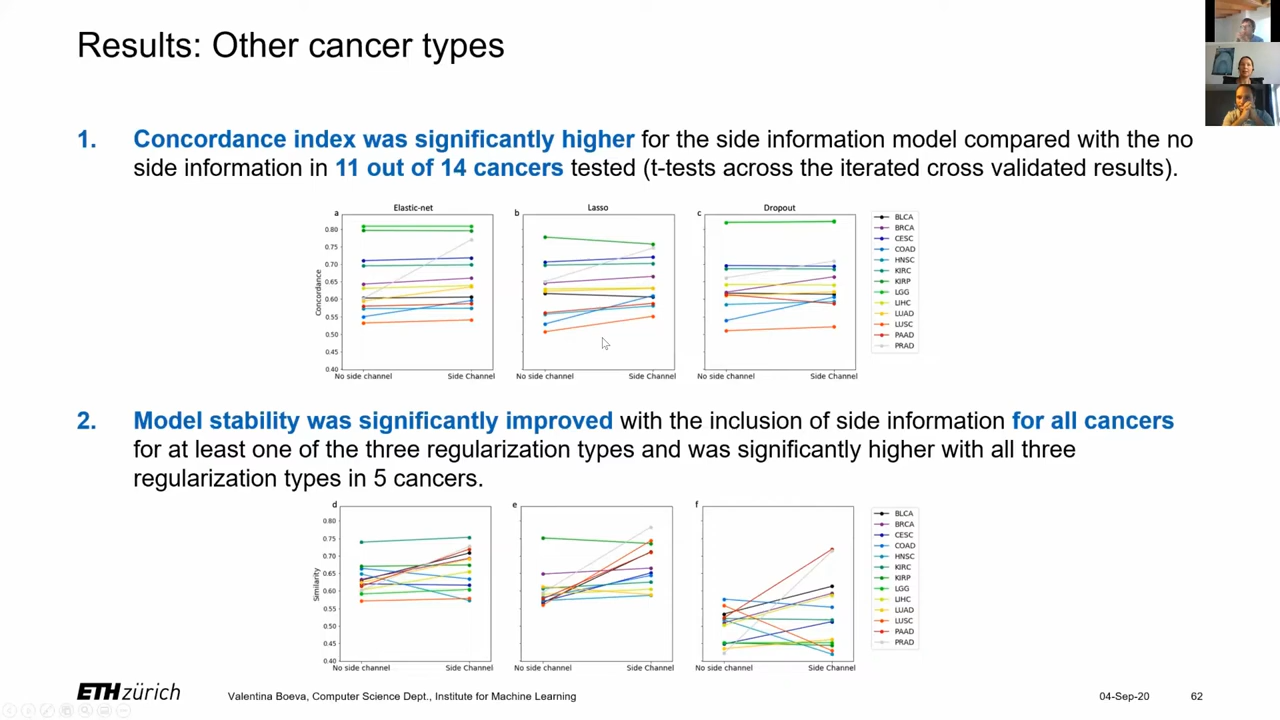 Results: Other cancer types
1. Concordance index was significantly higher for the side information model compared with the no
side information in 11 out of 14 cancers tested (t-tests across the iterated cross validated results).
a Elastic-net
b Lasso
c Dropout
Concordance
0.80
0.75
0.70
0.65
0.60
0.55
0.50
0.45
0.40
No side channel Side Channel
No side channel Side Channel
No side channel Side Channel
BLCA
BRCA
CESC
COAD
HNSC
KIRC
KIRP
LGG
LIHC
LUAD
LUSC
PAAD
PRAD
2. Model stability was significantly improved with the inclusion of side information for all cancers
for at least one of the three regularization types and was significantly higher with all three
regularization types in 5 cancers.
d
e
f
Similarity
0.80
0.75
0.70
0.65
0.60
0.55
0.50
0.45
0.40
No side channel Side Channel
No side channel Side Channel
No side channel Side Channel
BLCA
BRCA
CESC
COAD
HNSC
KIRC
KIRP
LGG
LIHC
LUAD
LUSC
PAAD
PRAD
ETH zürich
Valentina Boeva, Computer Science Dept., Institute for Machine Learning
04-Sep-20
62